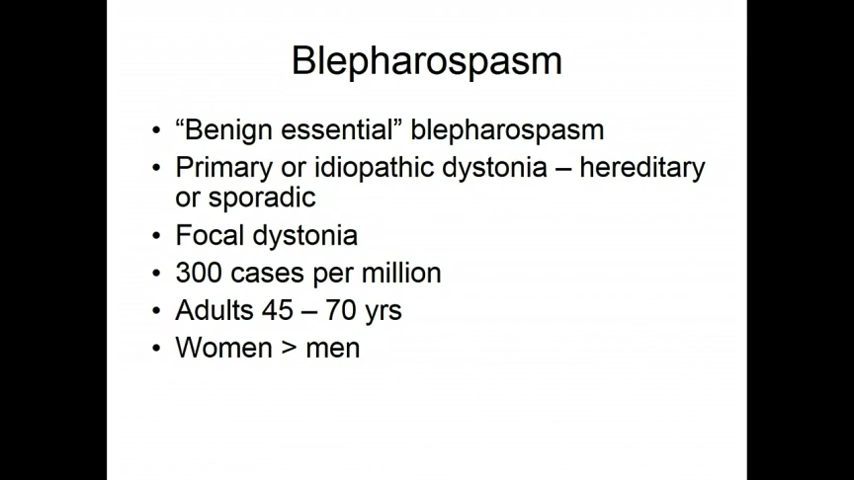 Blepharospasm
• “Benign essential” blepharospasm
• Primary or idiopathic dystonia – hereditary
or sporadic
• Focal dystonia
• 300 cases per million
• Adults 45 – 70 yrs
• Women > men